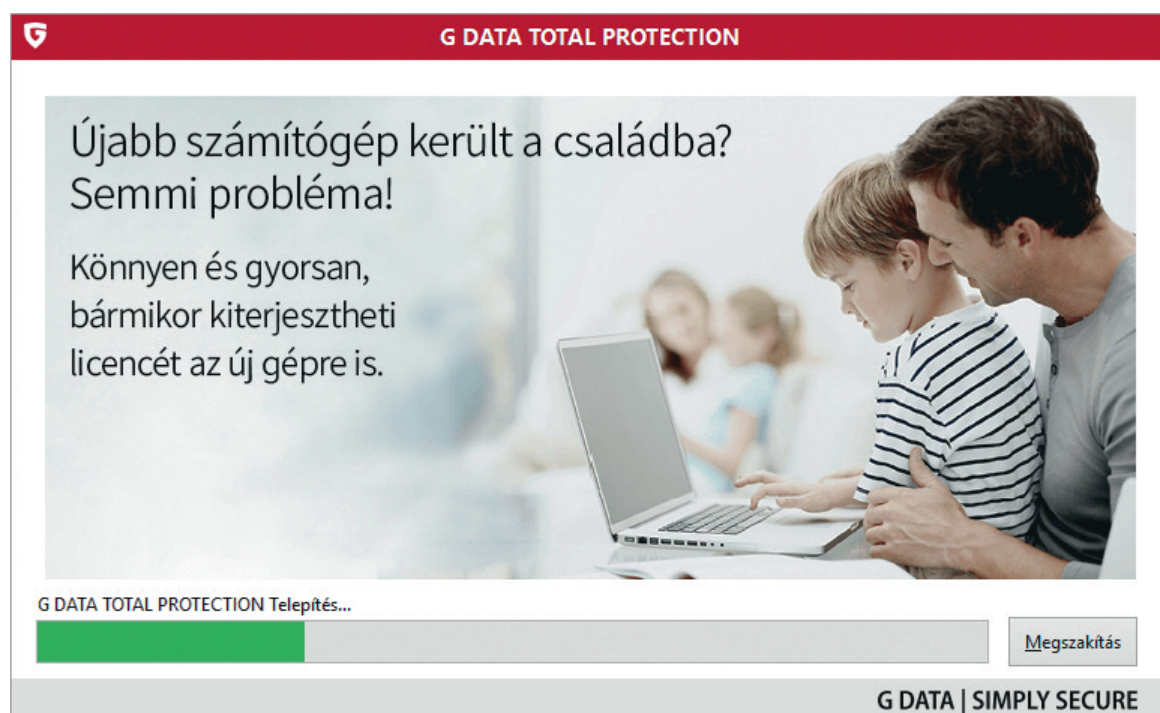 G DATA TOTAL PROTECTION
Újabb számítógép került a családba?
Semmi probléma!
Könnyen és gyorsan,
bármikor kiterjesztheti
licencét az új gépre is.
G DATA TOTAL PROTECTION Telepítés...
Megszakítás
G DATA | SIMPLY SECURE